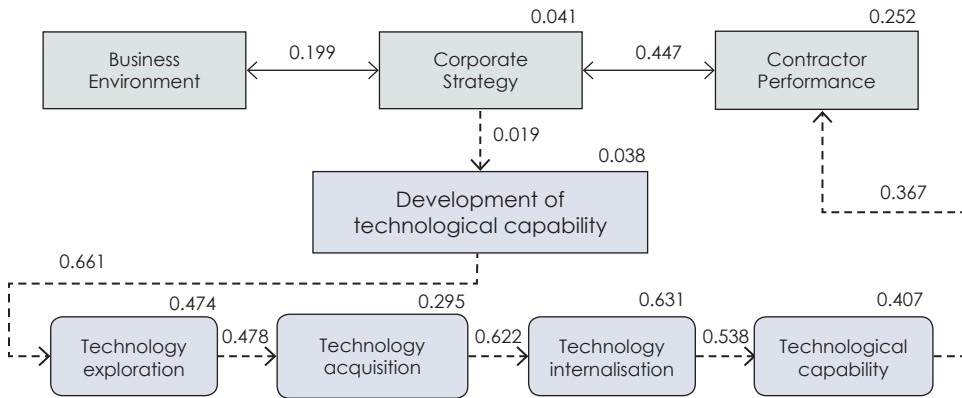 0.041
0.252
Business
Environment
0.199
Corporate
Strategy
0.447
Contractor
Performance
0.019
0.038
Development of
technological capability
0.367
0.661
0.474
0.295
0.631
0.407
Technology
exploration
0.478
Technology
acquisition
0.622
Technology
internalisation
0.538
Technological
capability